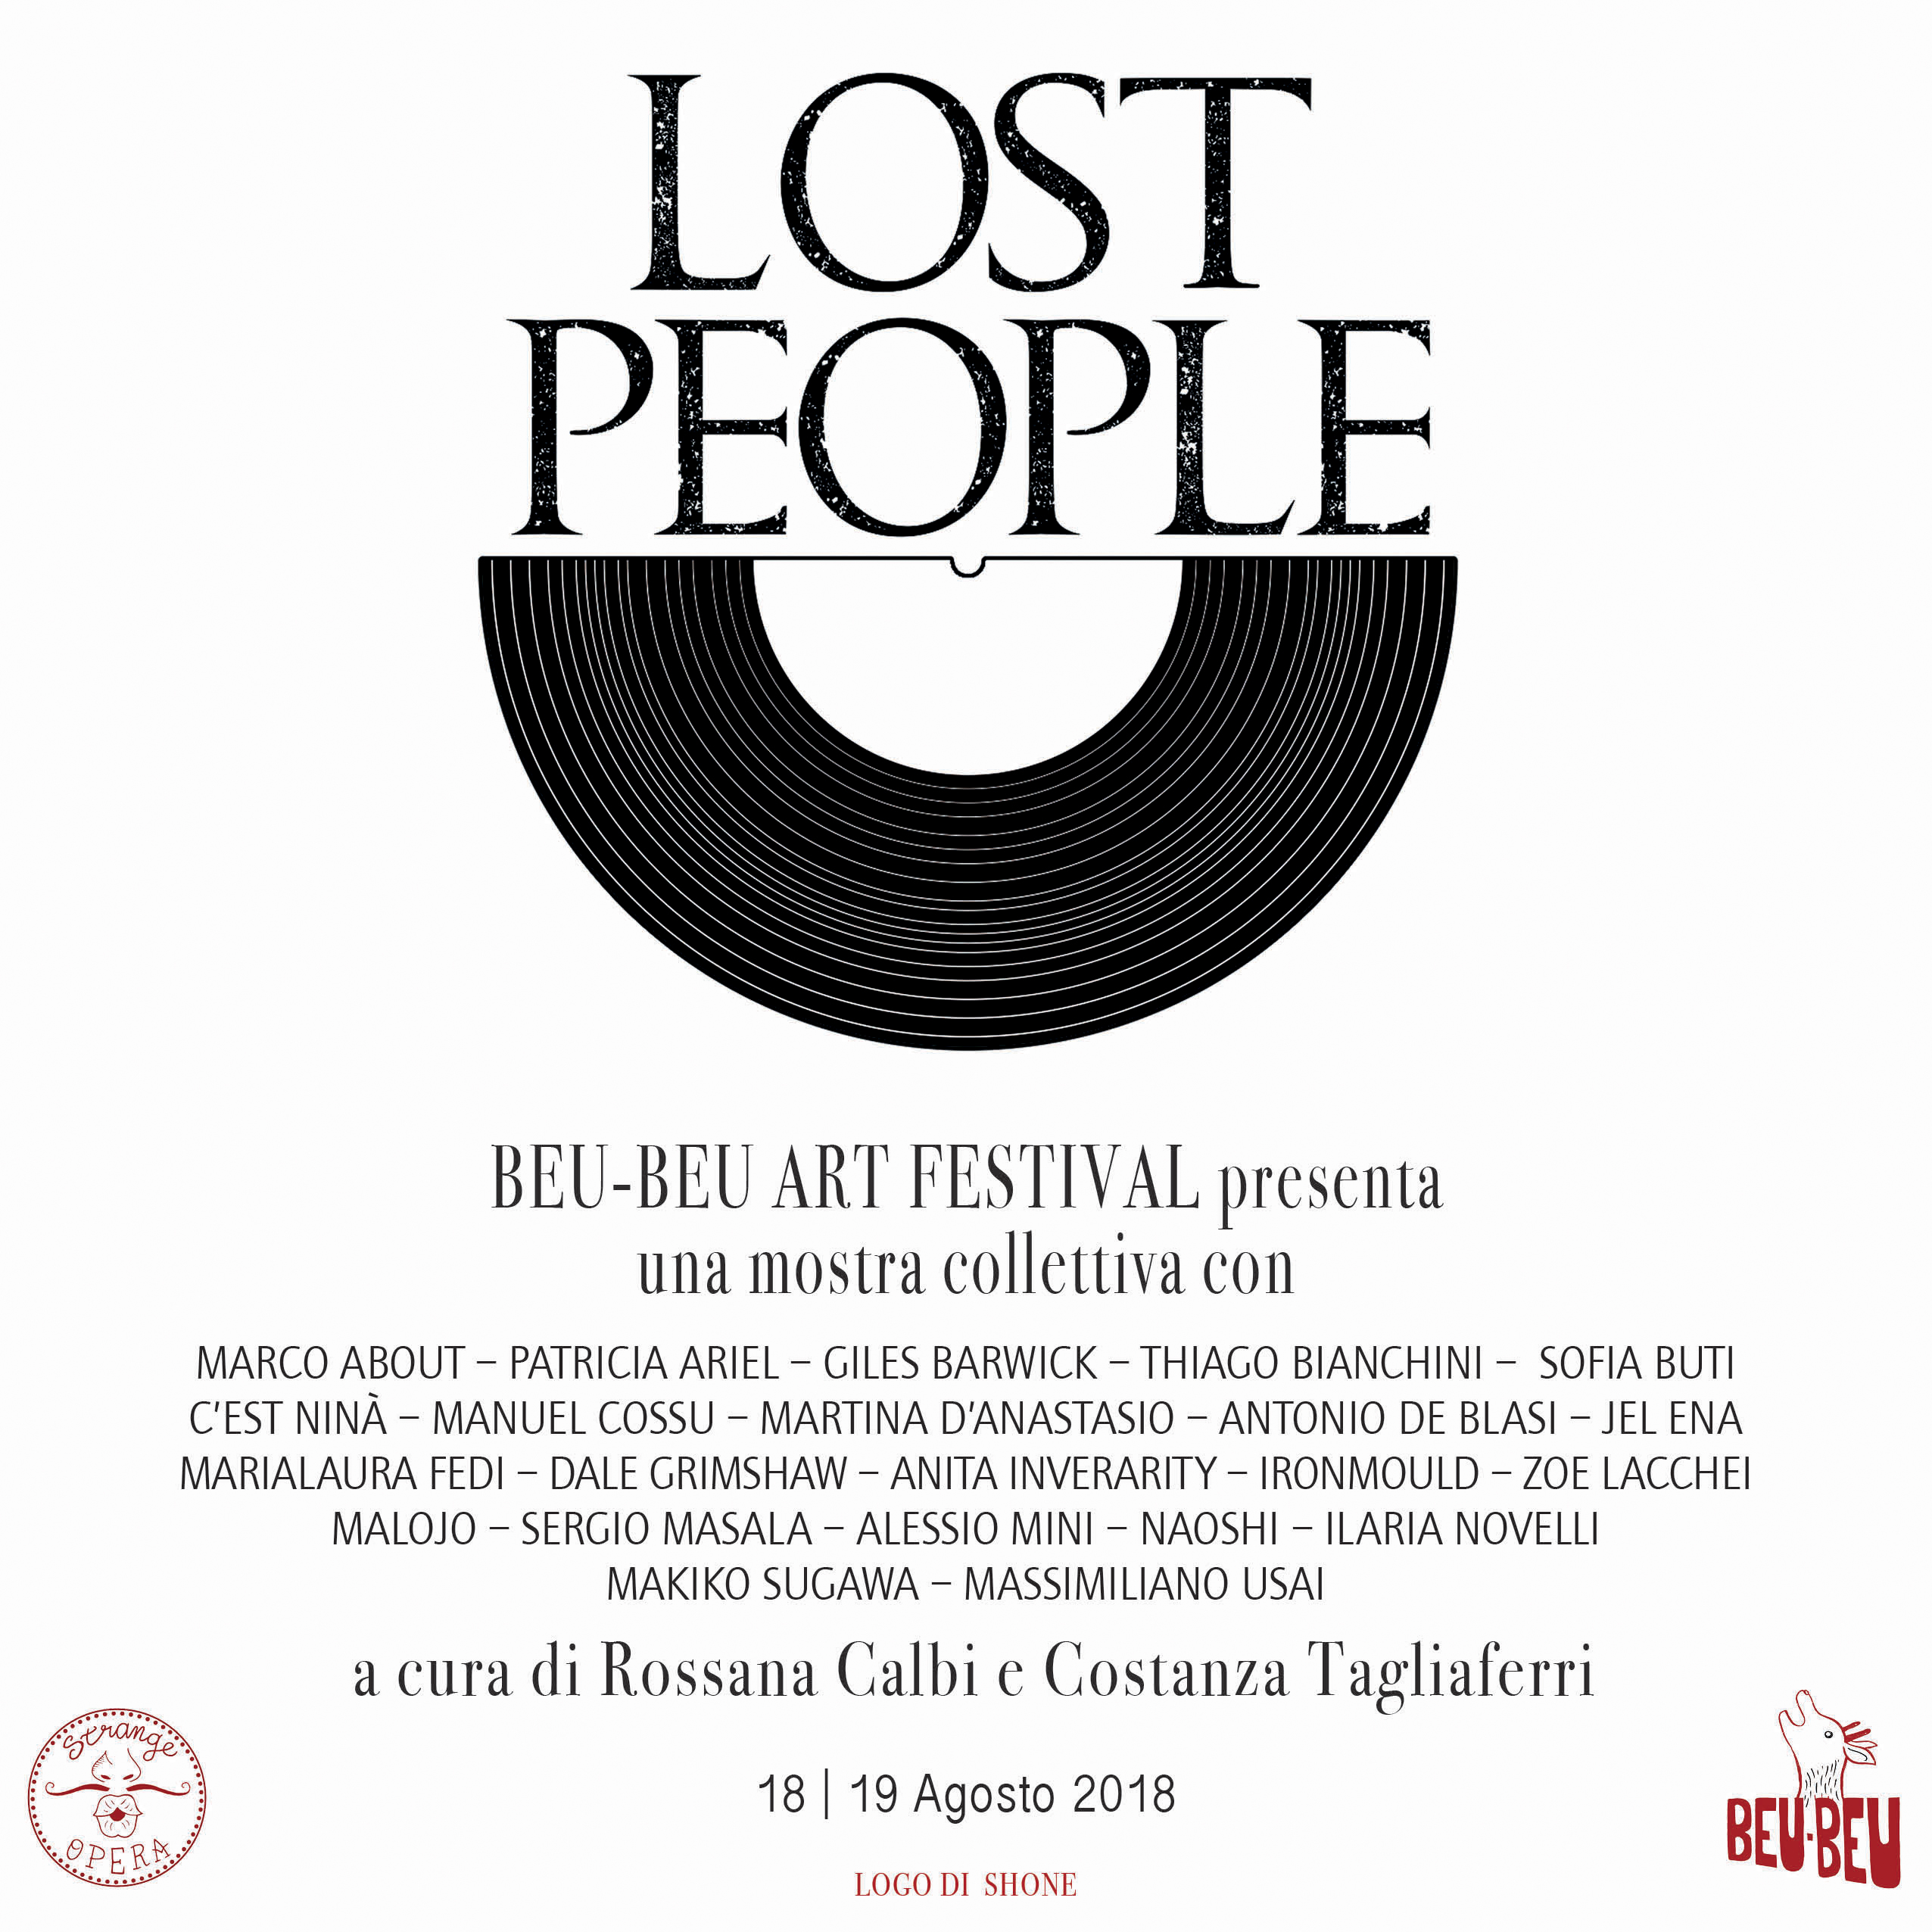 LOST
PEOPLE
BEU-BEU ART FESTIVAL presenta
una mostra collettiva con
MARCO ABOUT – PATRICIA ARIEL – GILES BARWICK – THIAGO BIANCHINI – SOFIA BUTI
C'EST NINÀ – MANUEL COSSU – MARTINA D'ANASTASIO – ANTONIO DE BLASI – JEL ENA
MARIALAURA FEDI – DALE GRIMSHAW – ANITA INVERARITY – IRONMOULD – ZOE LACCHEI
MALOJO – SERGIO MASALA – ALESSIO MINI – NAOSHI – ILARIA NOVELLI
MAKIKO SUGAWA – MASSIMILIANO USAI
a cura di Rossana Calbi e Costanza Tagliaferri
strange
OPERA
18 | 19 Agosto 2018
BEU-BEU
LOGO DI SHONE